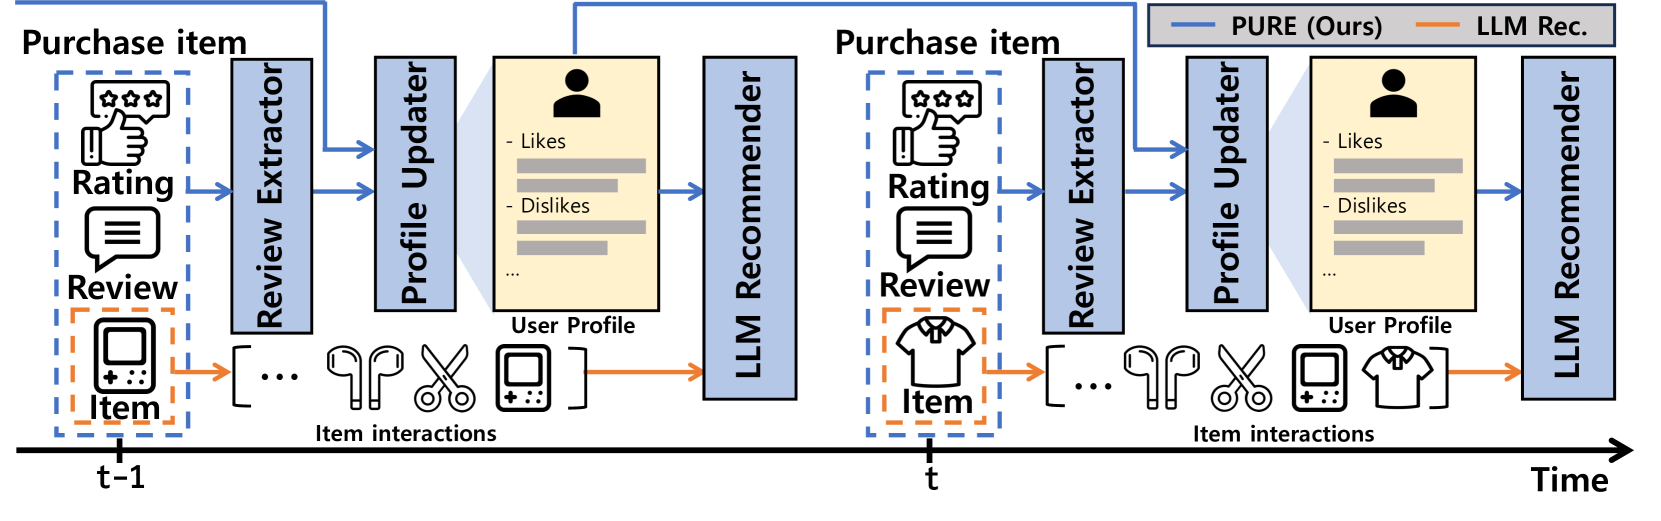 PURE (Ours)
LLM Rec.
Purchase item
Rating
Review
Item
Review Extractor
Profile Updater
- Likes
- Dislikes
...
User Profile
LLM Recommender
...
Item interactions
t-1
Purchase item
Rating
Review
Item
Review Extractor
Profile Updater
- Likes
- Dislikes
...
User Profile
LLM Recommender
...
Item interactions
t
Time